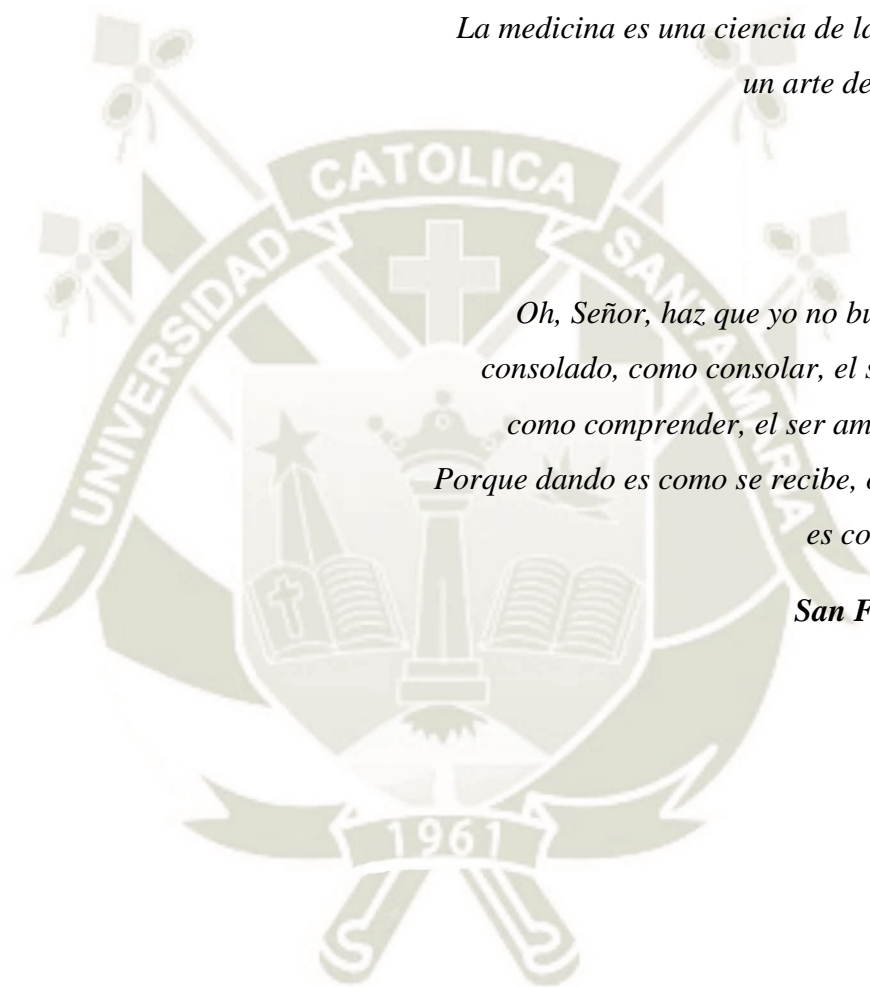 La medicina es una ciencia de la
un arte de
UNIVERSIDAD CATOLICA SANTA MARIA
Oh, Señor, haz que yo no bu
consolado, como consolar, el s
como comprender, el ser am
Porque dando es como se recibe,
es co
San F
1961